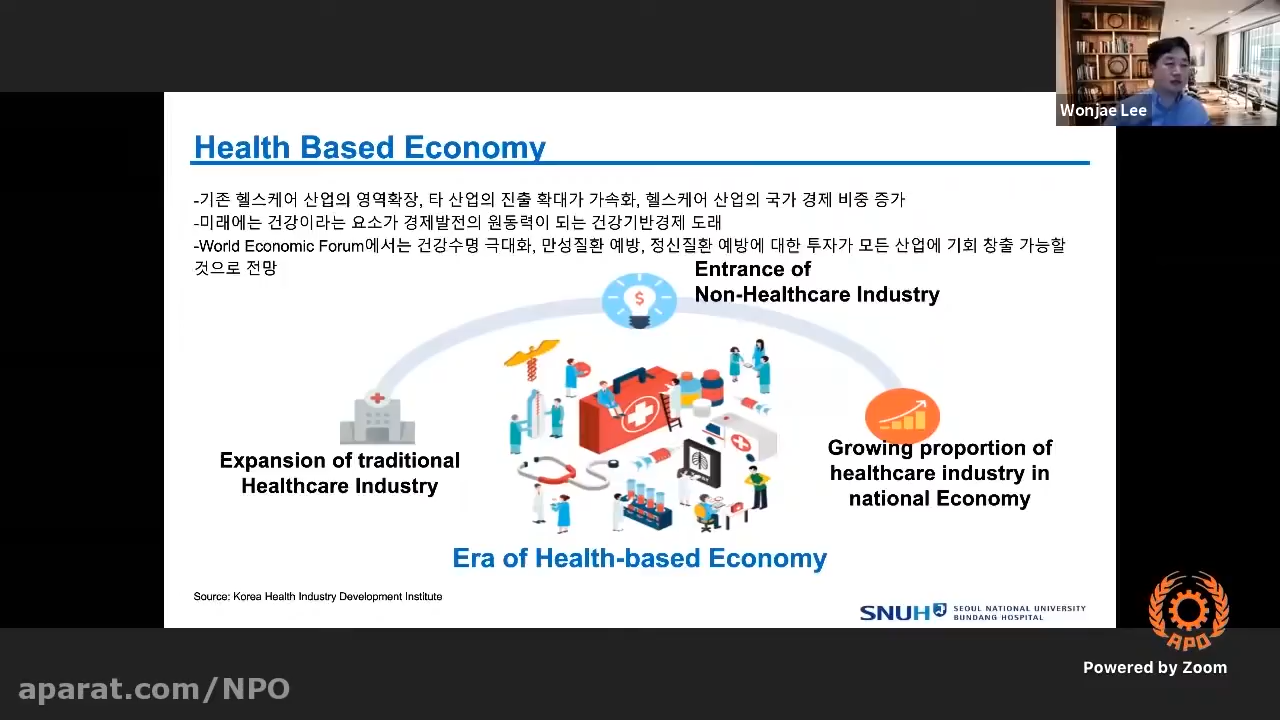 Wonjae Lee
Health Based Economy
-기존 헬스케어 산업의 영역확장, 타 산업의 진출 확대가 가속화, 헬스케어 산업의 국가 경제 비중 증가
-미래에는 건강이라는 요소가 경제발전의 원동력이 되는 건강기반경제 도래
-World Economic Forum에서는 건강수명 극대화, 만성질환 예방, 정신질환 예방에 대한 투자가 모든 산업에 기회 창출 가능할
것으로 전망
Entrance of
Non-Healthcare Industry
$
Expansion of traditional
Healthcare Industry
Growing proportion of
healthcare industry in
national Economy
Era of Health-based Economy
Source: Korea Health Industry Development Institute
SNUH
SEOUL NATIONAL UNIVERSITY
BUNDANG HOSPITAL
APO
Powered by Zoom
aparat.com/NPO